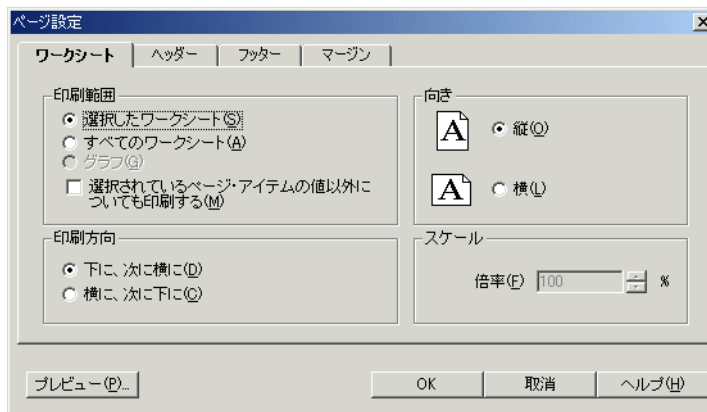 ページ設定
ワークシート ヘッダー フッター マージン
印刷範囲
選択したワークシート(S)
すべてのワークシート(A)
グラフ(G)
選択されているページ・アイテムの値以外に
ついても印刷する(M)
向き
A 縦(O)
A 横(L)
印刷方向
下に、次に横に(D)
横に、次に下に(C)
スケール
倍率(F) 100 %
プレビュー(P)... OK 取消 ヘルプ(H)